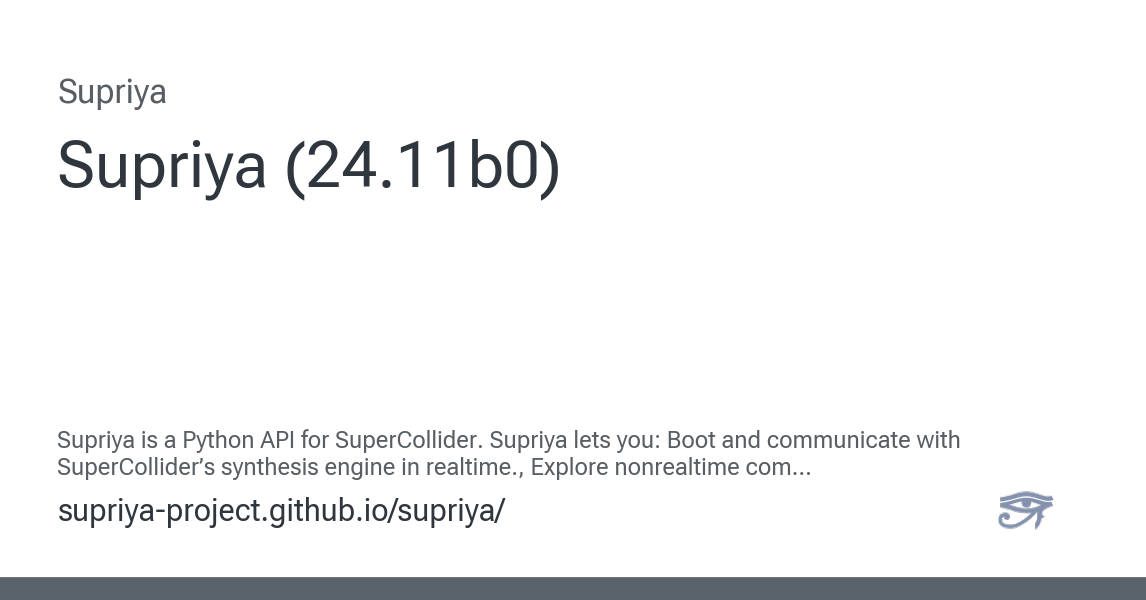 Supriya
Supriya (24.11b0)
Supriya is a Python API for SuperCollider. Supriya lets you: Boot and communicate with
SuperCollider’s synthesis engine in realtime., Explore nonrealtime com...
supriya-project.github.io/supriya/